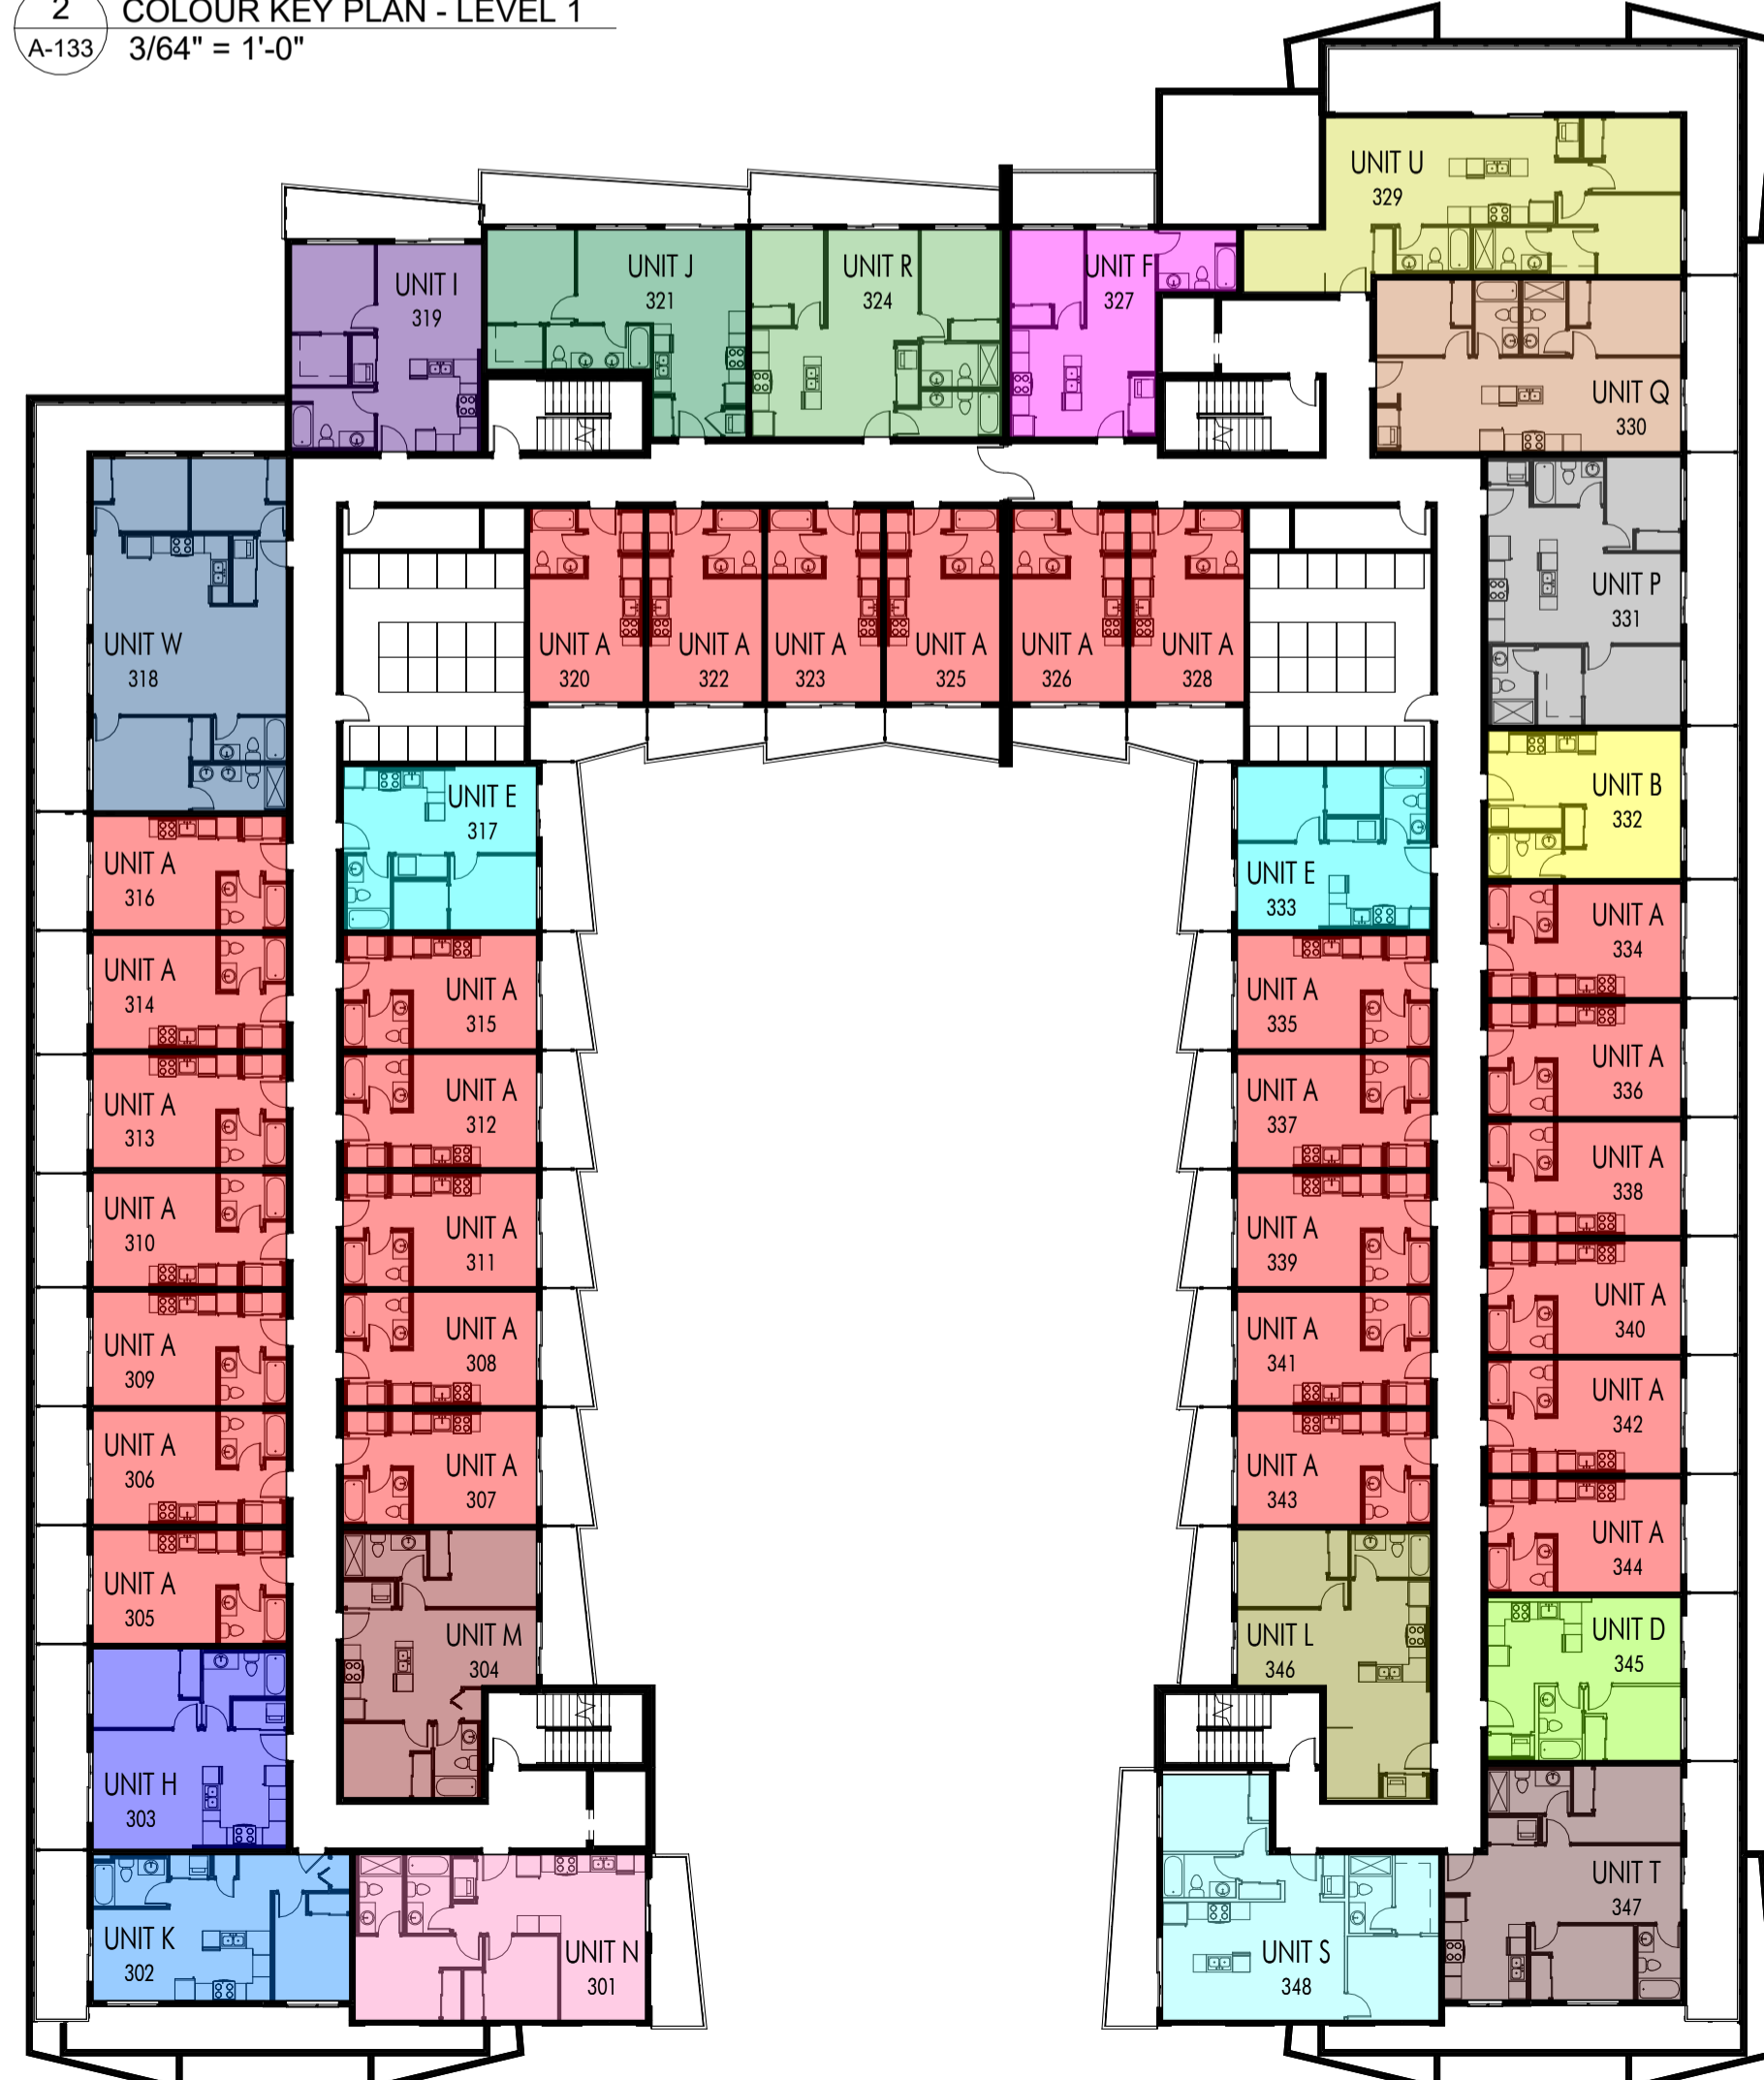 2
COLOUR KEY PLAN - LEVEL 1
A-133
3/64" = 1'-0"
UNIT U
329
UNIT J
321
UNIT R
324
UNIT F
327
UNIT I
319
UNIT Q
330
UNIT P
331
UNIT W
318
UNIT A
320
UNIT A
322
UNIT A
323
UNIT A
325
UNIT A
326
UNIT A
328
UNIT B
332
UNIT E
317
UNIT E
333
UNIT A
316
UNIT A
334
UNIT A
314
UNIT A
315
UNIT A
335
UNIT A
336
UNIT A
313
UNIT A
312
UNIT A
337
UNIT A
338
UNIT A
310
UNIT A
311
UNIT A
339
UNIT A
340
UNIT A
309
UNIT A
308
UNIT A
341
UNIT A
342
UNIT A
306
UNIT A
307
UNIT A
343
UNIT A
344
UNIT A
305
UNIT M
304
UNIT L
346
UNIT D
345
UNIT H
303
UNIT T
347
UNIT K
302
UNIT N
301
UNIT S
348